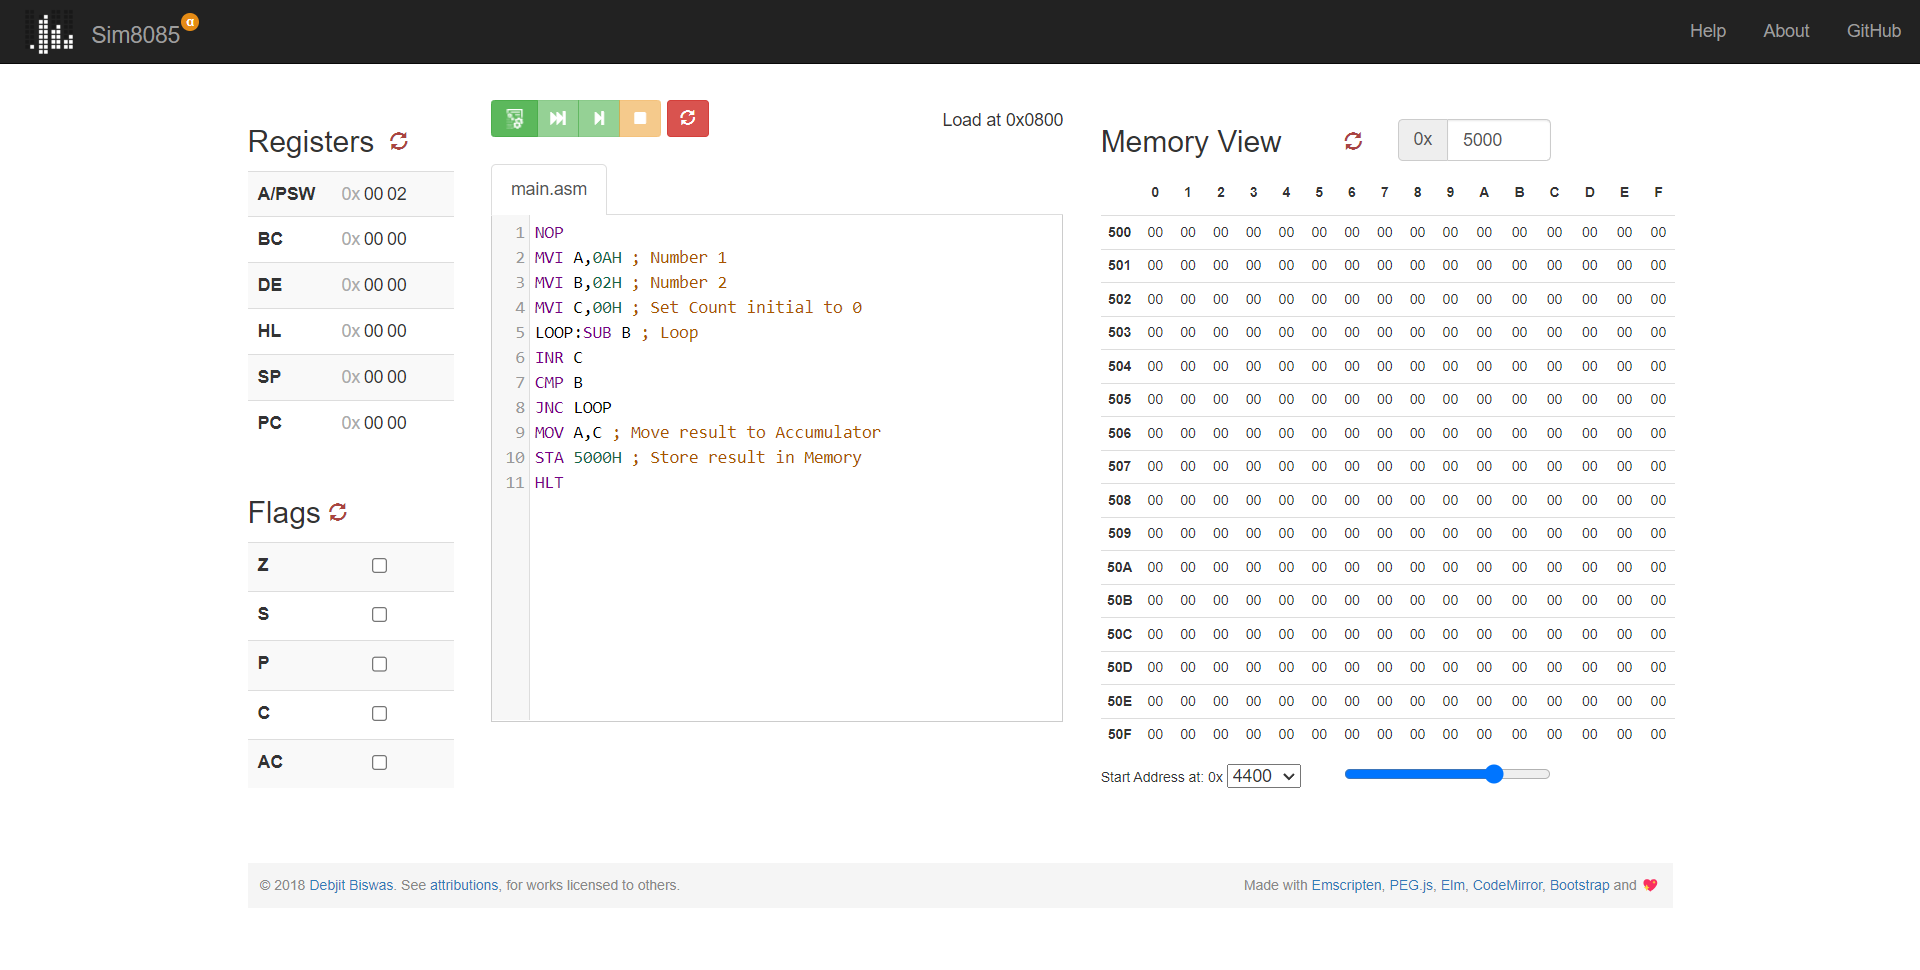 Sim8085 α
Help About GitHub
Registers
A/PSW 0x 00 02
BC 0x 00 00
DE 0x 00 00
HL 0x 00 00
SP 0x 00 00
PC 0x 00 00
Flags
Z
S
P
C
AC
Load at 0x0800
main.asm
1 NOP
2 MVI A,0AH ; Number 1
3 MVI B,02H ; Number 2
4 MVI C,00H ; Set Count initial to 0
5 LOOP:SUB B ; Loop
6 INR C
7 CMP B
8 JNC LOOP
9 MOV A,C ; Move result to Accumulator
10 STA 5000H ; Store result in Memory
11 HLT
Memory View 0x 5000
0 1 2 3 4 5 6 7 8 9 A B C D E F
500 00 00 00 00 00 00 00 00 00 00 00 00 00 00 00 00
501 00 00 00 00 00 00 00 00 00 00 00 00 00 00 00 00
502 00 00 00 00 00 00 00 00 00 00 00 00 00 00 00 00
503 00 00 00 00 00 00 00 00 00 00 00 00 00 00 00 00
504 00 00 00 00 00 00 00 00 00 00 00 00 00 00 00 00
505 00 00 00 00 00 00 00 00 00 00 00 00 00 00 00 00
506 00 00 00 00 00 00 00 00 00 00 00 00 00 00 00 00
507 00 00 00 00 00 00 00 00 00 00 00 00 00 00 00 00
508 00 00 00 00 00 00 00 00 00 00 00 00 00 00 00 00
509 00 00 00 00 00 00 00 00 00 00 00 00 00 00 00 00
50A 00 00 00 00 00 00 00 00 00 00 00 00 00 00 00 00
50B 00 00 00 00 00 00 00 00 00 00 00 00 00 00 00 00
50C 00 00 00 00 00 00 00 00 00 00 00 00 00 00 00 00
50D 00 00 00 00 00 00 00 00 00 00 00 00 00 00 00 00
50E 00 00 00 00 00 00 00 00 00 00 00 00 00 00 00 00
50F 00 00 00 00 00 00 00 00 00 00 00 00 00 00 00 00
Start Address at: 0x 4400
© 2018 Debjit Biswas. See attributions, for works licensed to others.
Made with Emscripten, PEG.js, Elm, CodeMirror, Bootstrap and 💖